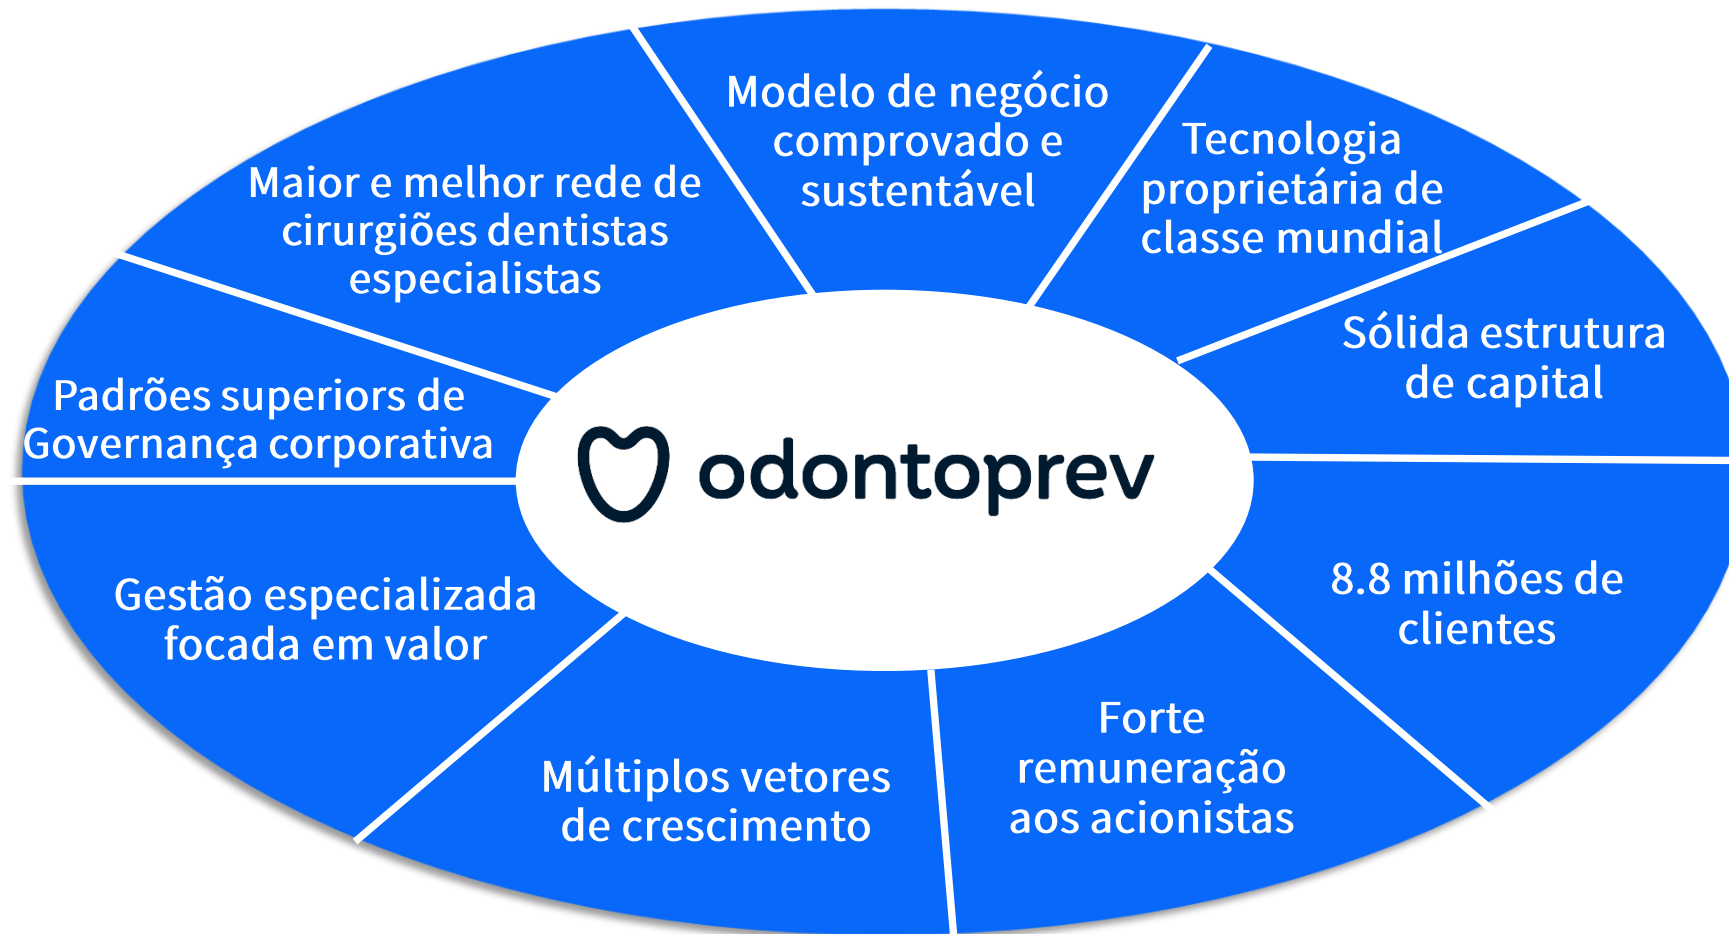 Modelo de negócio
comprovado e
sustentável
Tecnologia
proprietária de
classe mundial
Sólida estrutura
de capital
8.8 milhões de
clientes
Forte
remuneração
aos acionistas
Múltiplos vetores
de crescimento
Gestão especializada
focada em valor
Padrões superiors de
Governança corporativa
Maior e melhor rede de
cirurgiões dentistas
especialistas
odontoprev